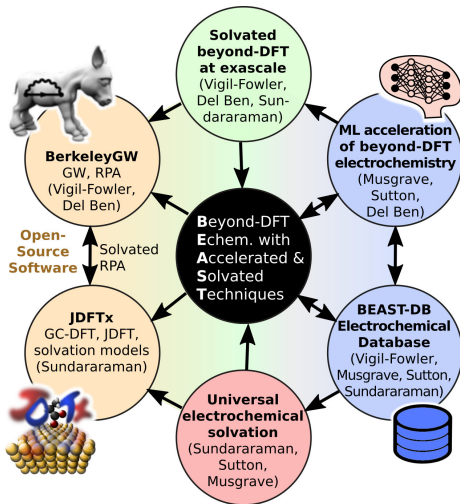 Solvated
beyond-DFT
at exascale
(Vigil-Fowler,
Del Ben, Sun-
dararaman)
BerkeleyGW
GW, RPA
(Vigil-Fowler,
Del Ben)
ML acceleration
of beyond-DFT
electrochemistry
(Musgrave,
Sutton,
Del Ben)
Beyond-DFT
Echem. with
Accelerated &
Solvated
Techniques
Open-
Source
Software
Solvated
RPA
JDFTx
GC-DFT, JDFT,
solvation models
(Sundararaman)
BEAST-DB
Electrochemical
Database
(Vigil-Fowler,
Musgrave, Sutton,
Sundararaman)
Universal
electrochemical
solvation
(Sundararaman,
Sutton,
Musgrave)
JDFTx